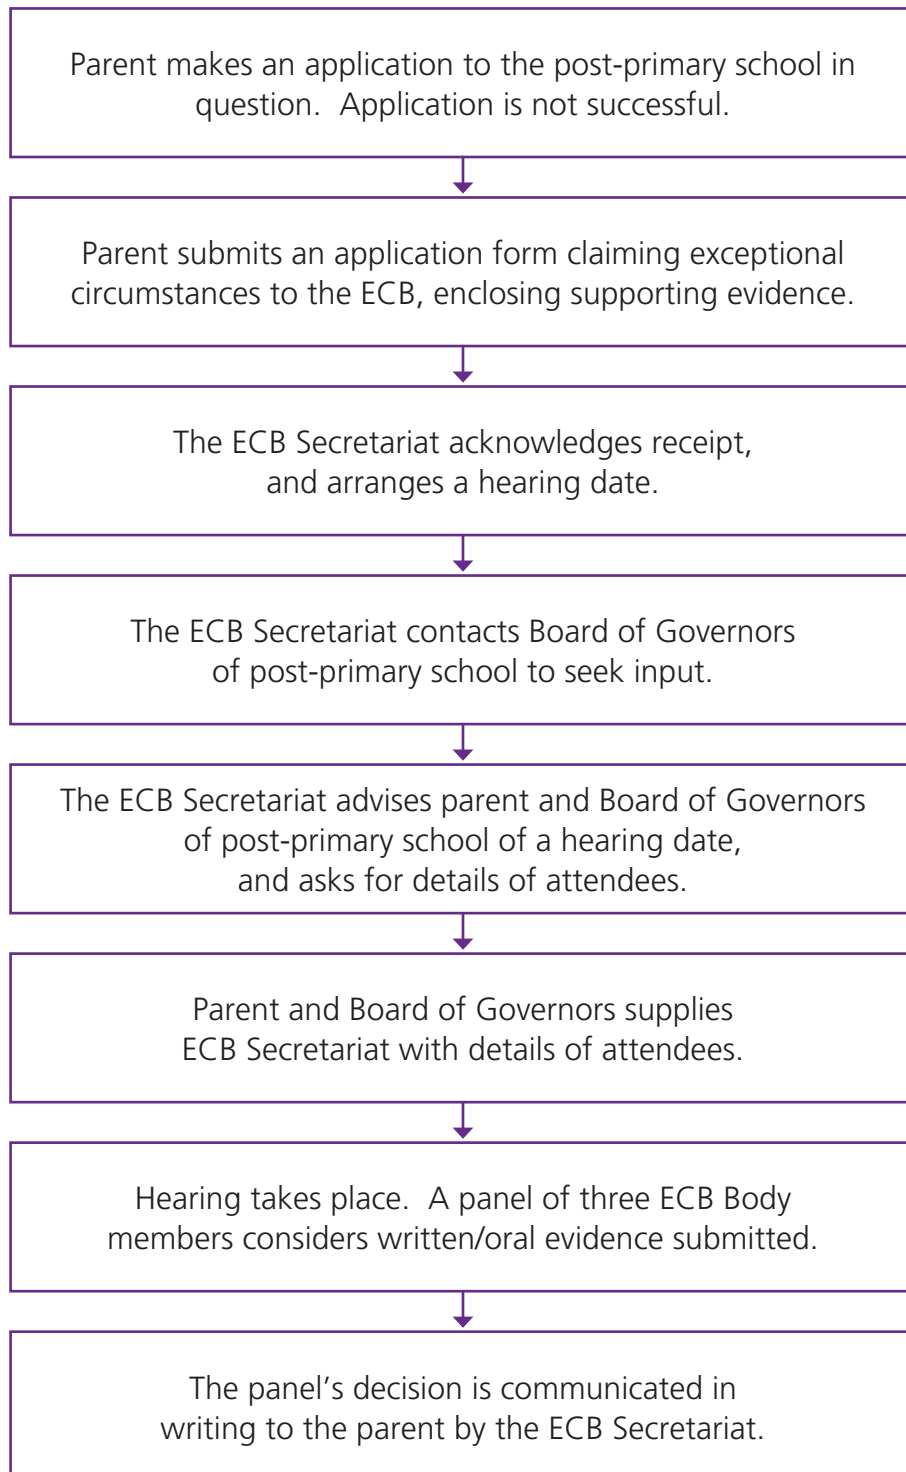 Parent makes an application to the post-primary school in
question.  Application is not successful.
Parent submits an application form claiming exceptional
circumstances to the ECB, enclosing supporting evidence.
The ECB Secretariat acknowledges receipt,
and arranges a hearing date.
The ECB Secretariat contacts Board of Governors
of post-primary school to seek input.
The ECB Secretariat advises parent and Board of Governors
of post-primary school of a hearing date,
and asks for details of attendees.
Parent and Board of Governors supplies
ECB Secretariat with details of attendees.
Hearing takes place.  A panel of three ECB Body
members considers written/oral evidence submitted.
The panel’s decision is communicated in
writing to the parent by the ECB Secretariat.